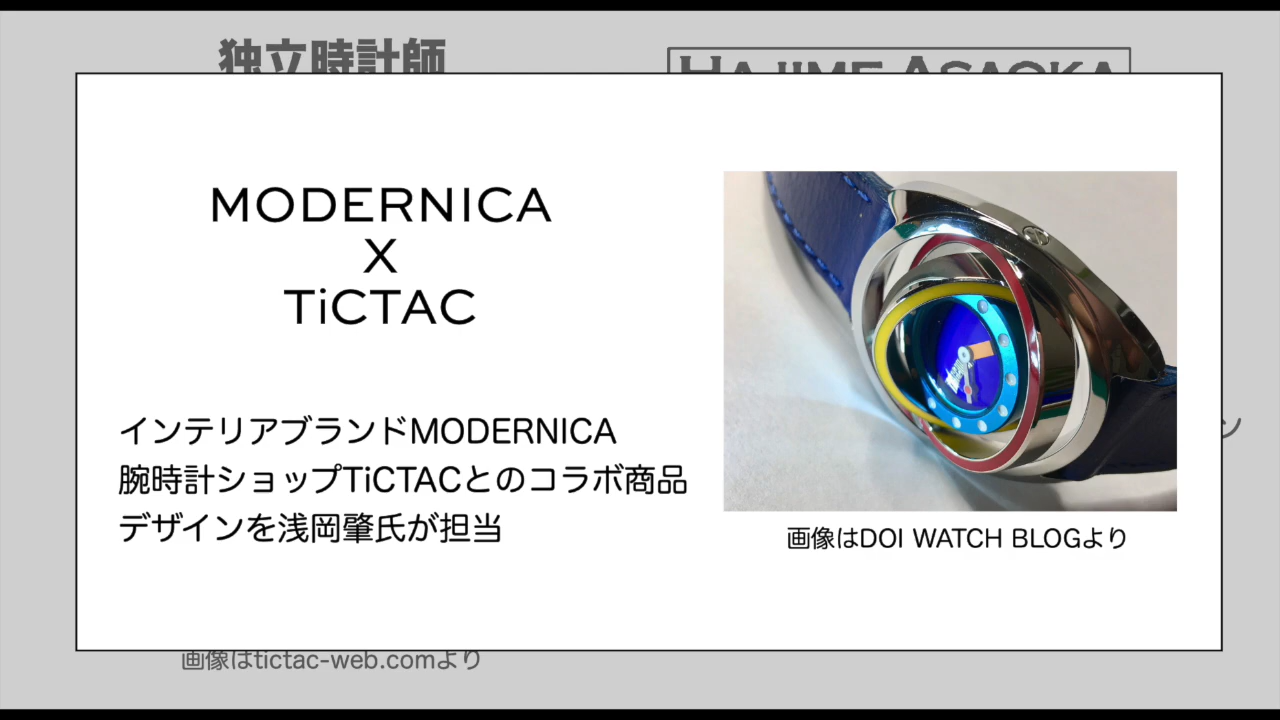 独立時計師
HAJIME ASAOKA
MODERNICA
X
TiCTAC
インテリアブランドMODERNICA
腕時計ショップTiCTACとのコラボ商品
デザインを浅岡肇氏が担当
画像はDOI WATCH BLOGより
ン
画像はtictac-web.comより